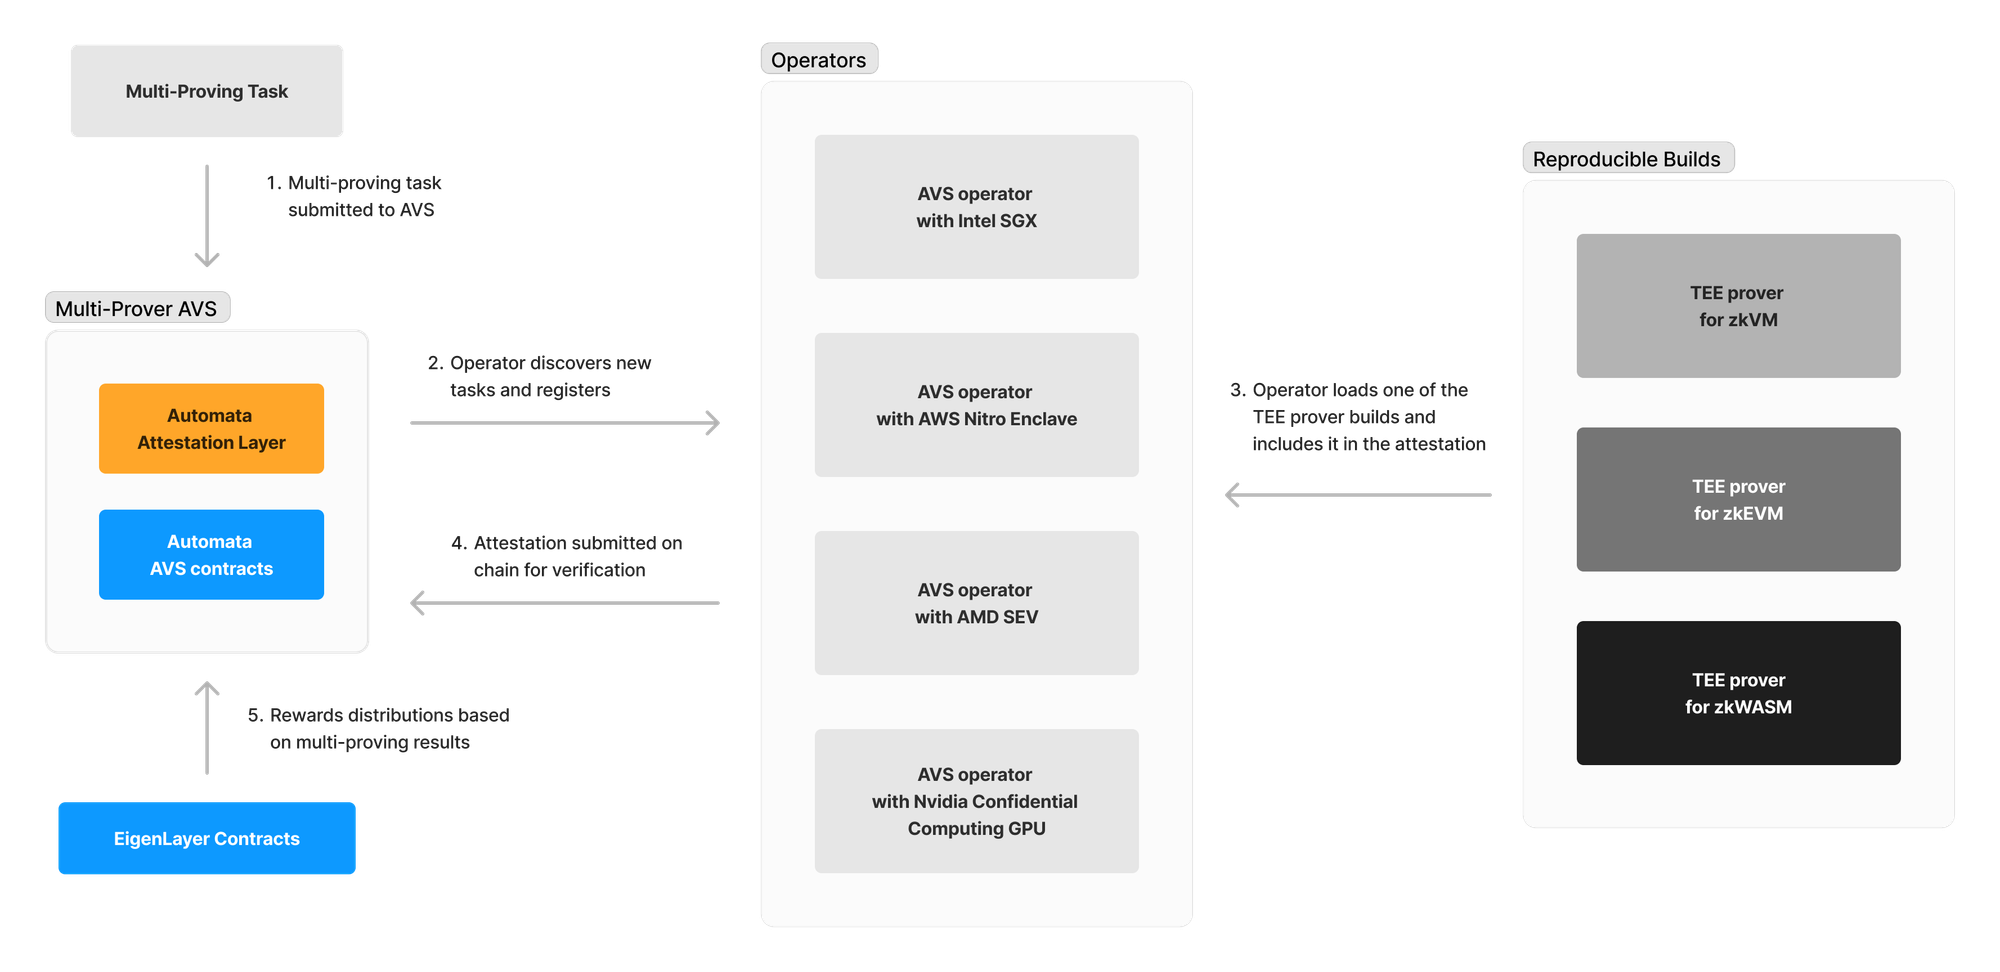 Multi-Proving Task
1. Multi-proving task
submitted to AVS
Multi-Prover AVS
Automata
Attestation Layer
Automata
AVS contracts
2. Operator discovers new
tasks and registers
4. Attestation submitted on
chain for verification
5. Rewards distributions based
on multi-proving results
EigenLayer Contracts
Operators
AVS operator
with Intel SGX
AVS operator
with AWS Nitro Enclave
AVS operator
with AMD SEV
AVS operator
with Nvidia Confidential
Computing GPU
3. Operator loads one of the
TEE prover builds and
includes it in the attestation
Reproducible Builds
TEE prover
for zkVM
TEE prover
for zkEVM
TEE prover
for zkWASM